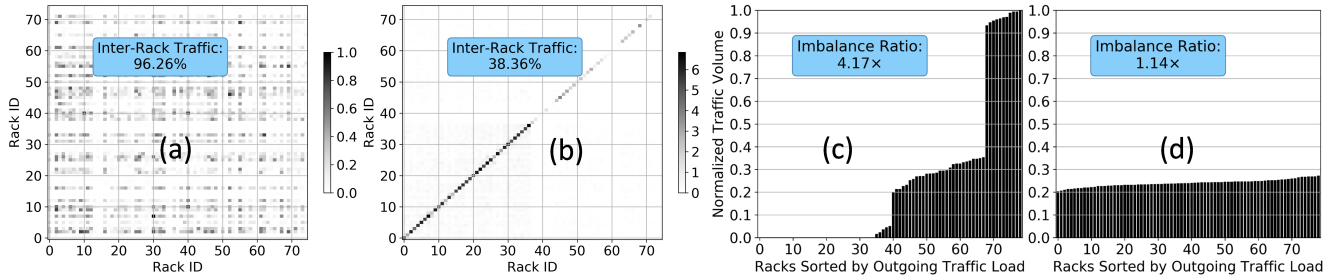 Inter-Rack Traffic:
96.26%
(a)
Rack ID
70
60
50
40
30
20
10
0
0 10 20 30 40 50 60 70
Rack ID
1.0
0.8
0.6
0.4
0.2
0.0
Inter-Rack Traffic:
38.36%
(b)
Rack ID
70
60
50
40
30
20
10
0
0 10 20 30 40 50 60 70
Rack ID
6
5
4
3
2
1
0
Imbalance Ratio:
4.17×
(c)
Normalized Traffic Volume
1.0
0.9
0.8
0.7
0.6
0.5
0.4
0.3
0.2
0.1
0.0
0 10 20 30 40 50 60 70
Racks Sorted by Outgoing Traffic Load
Imbalance Ratio:
1.14×
(d)
1.0
0.9
0.8
0.7
0.6
0.5
0.4
0.3
0.2
0.1
0.0
0 10 20 30 40 50 60 70
Racks Sorted by Outgoing Traffic Load